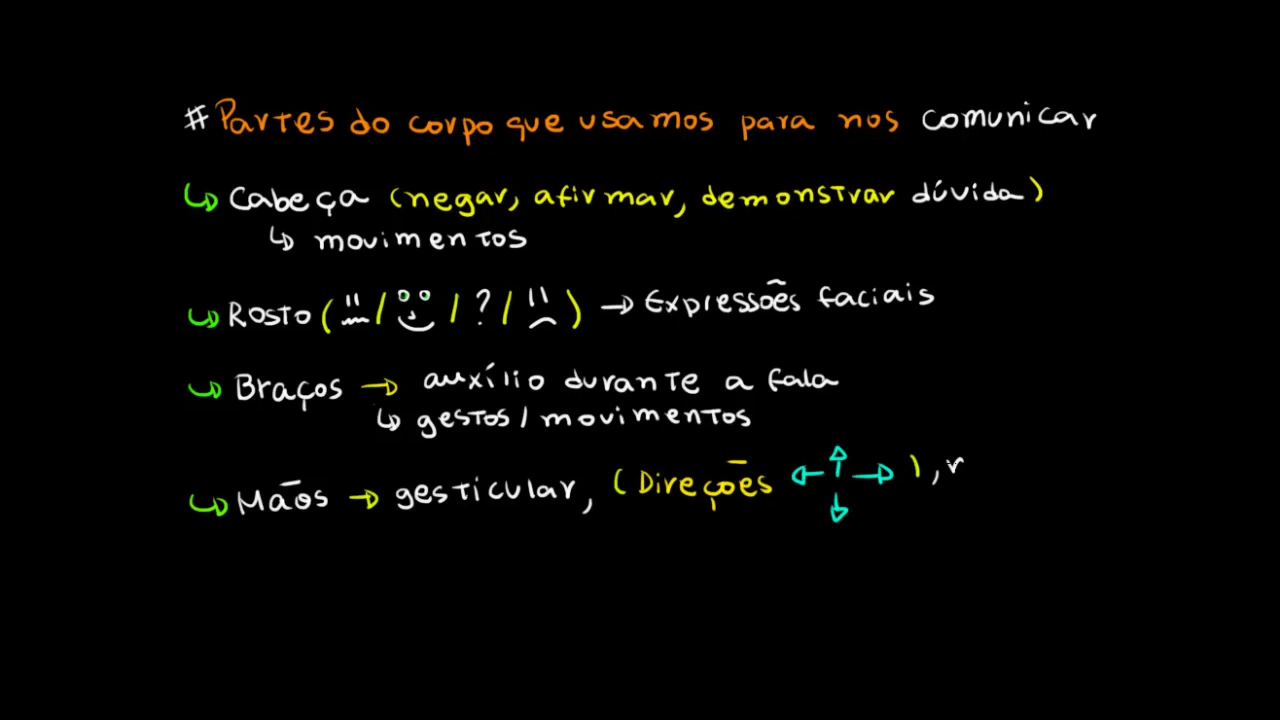 # Partes do corpo que usamos para nos comunicar
Cabeça (negar, afirmar, demonstrar dúvida)
movimentos
Rosto ( / / ? / ) → Expressões faciais
Braços → auxílio durante a fala
gestos / movimentos
Mãos → gesticular, (Direções ← ↑ ↓ → ),